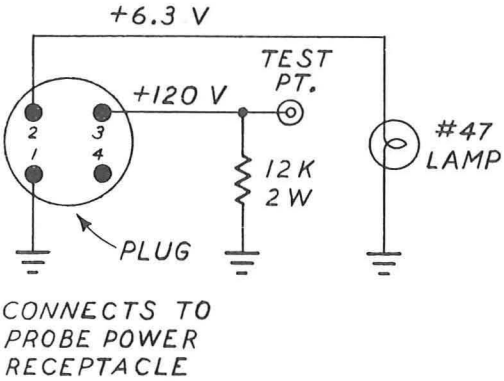 +6.3 V
TEST
PT.
+120 V
2
3
1
4
#47
LAMP
12K
2W
PLUG
CONNECTS TO
PROBE POWER
RECEPTACLE